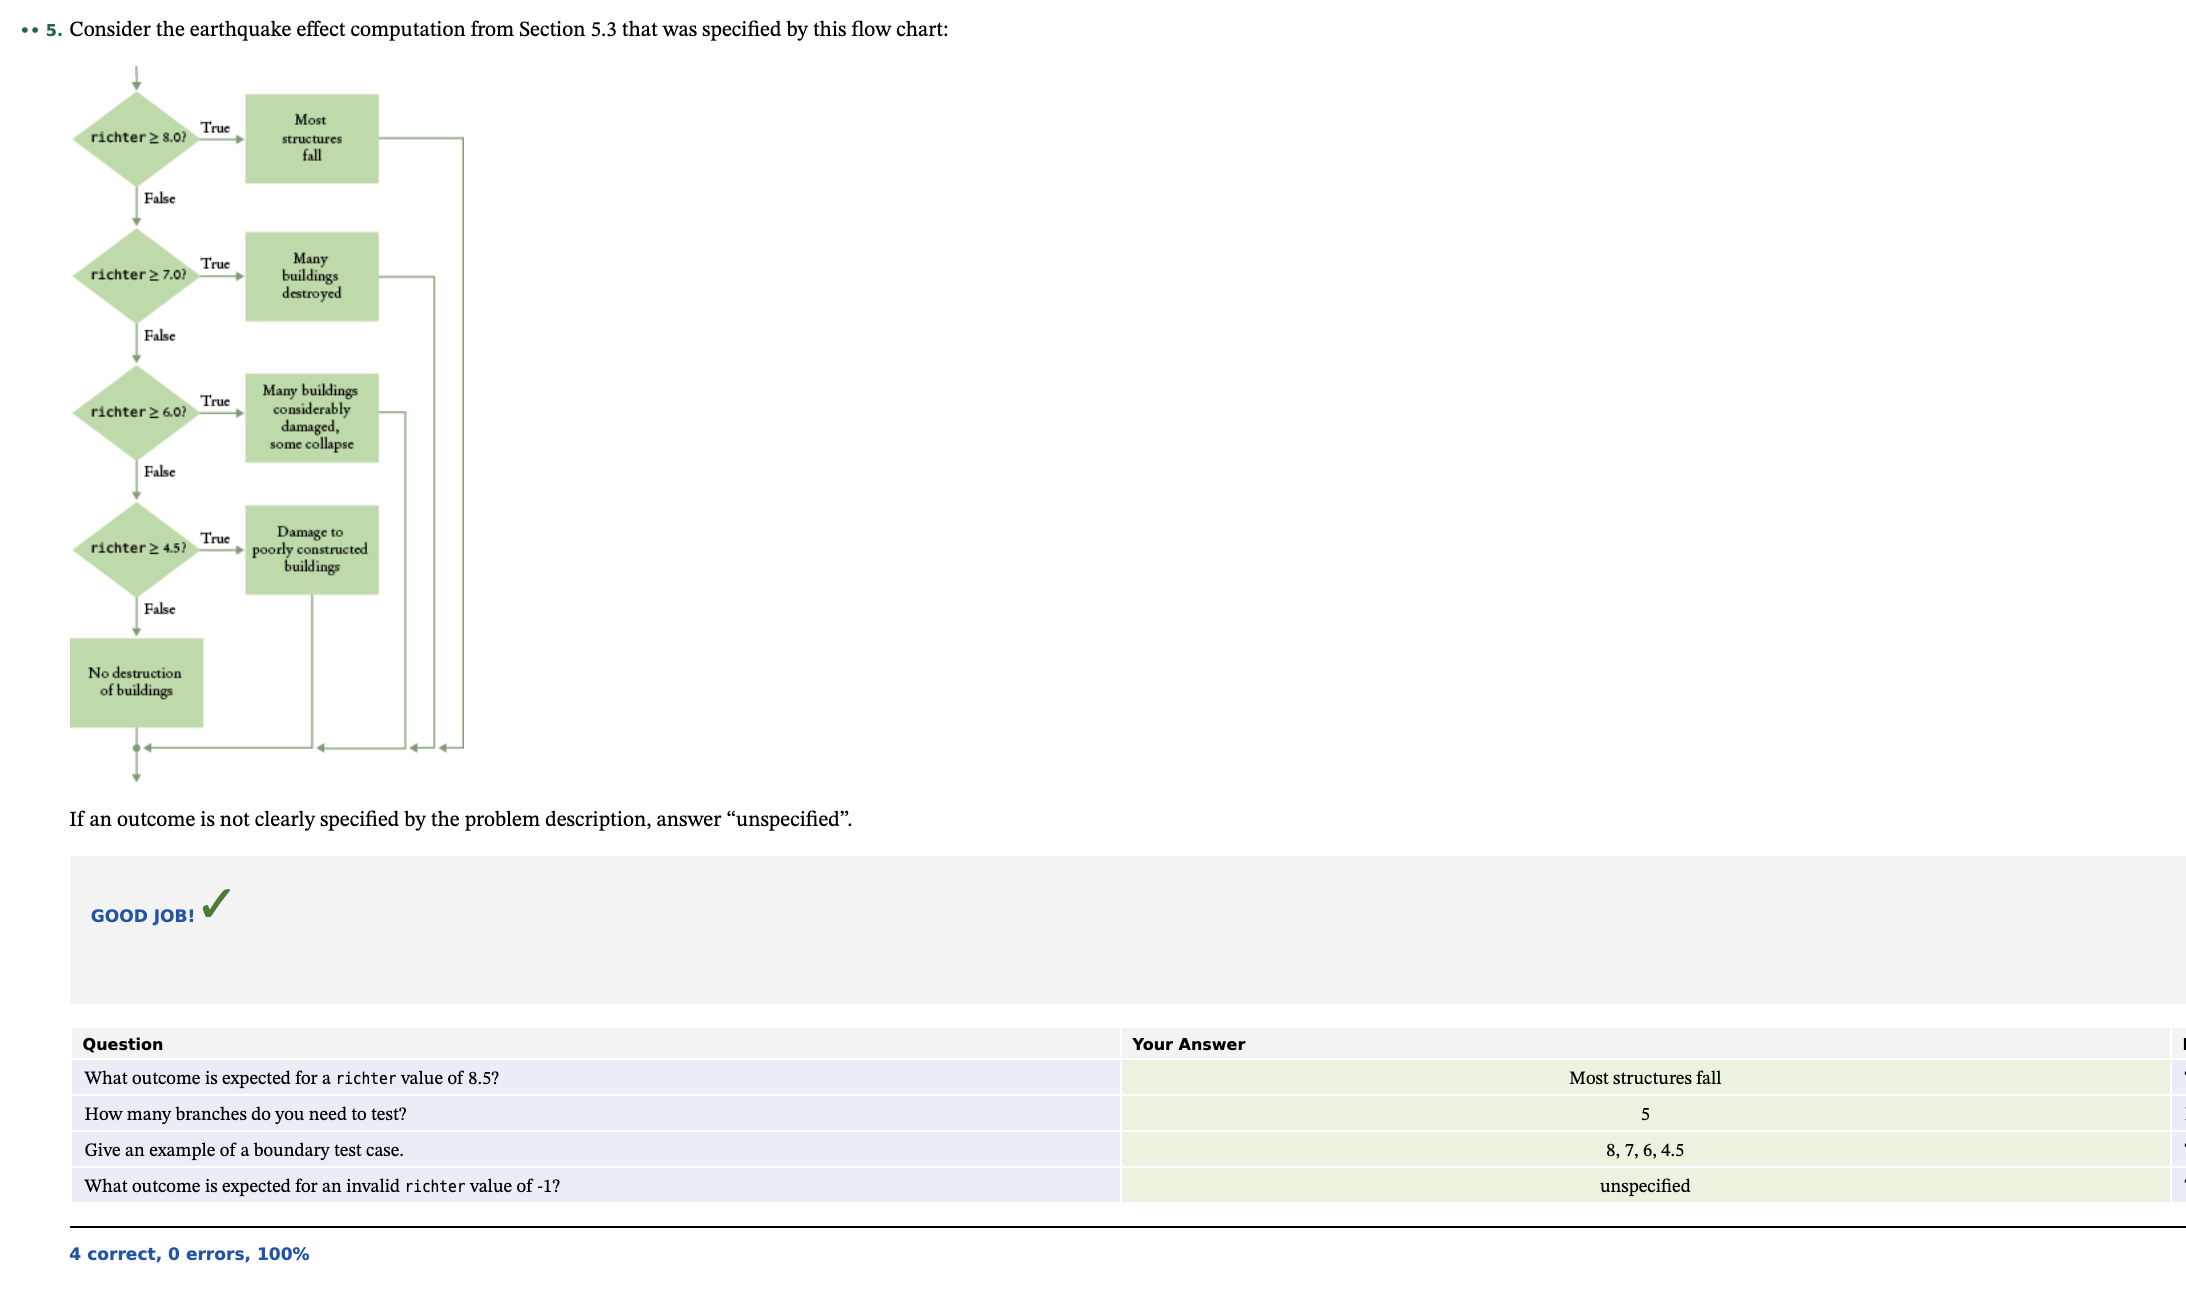 •• 5. Consider the earthquake effect computation from Section 5.3 that was specified by this flow chart:
richter ≥ 8.0?
True
Most
structures
fall
False
richter ≥ 7.0?
True
Many
buildings
destroyed
False
richter ≥ 6.0?
True
Many buildings
considerably
damaged,
some collapse
False
richter ≥ 4.5?
True
Damage to
poorly constructed
buildings
False
No destruction
of buildings
If an outcome is not clearly specified by the problem description, answer “unspecified”.
GOOD JOB! ✓
Question Your Answer
What outcome is expected for a richter value of 8.5? Most structures fall
How many branches do you need to test? 5
Give an example of a boundary test case. 8, 7, 6, 4.5
What outcome is expected for an invalid richter value of -1? unspecified
4 correct, 0 errors, 100%